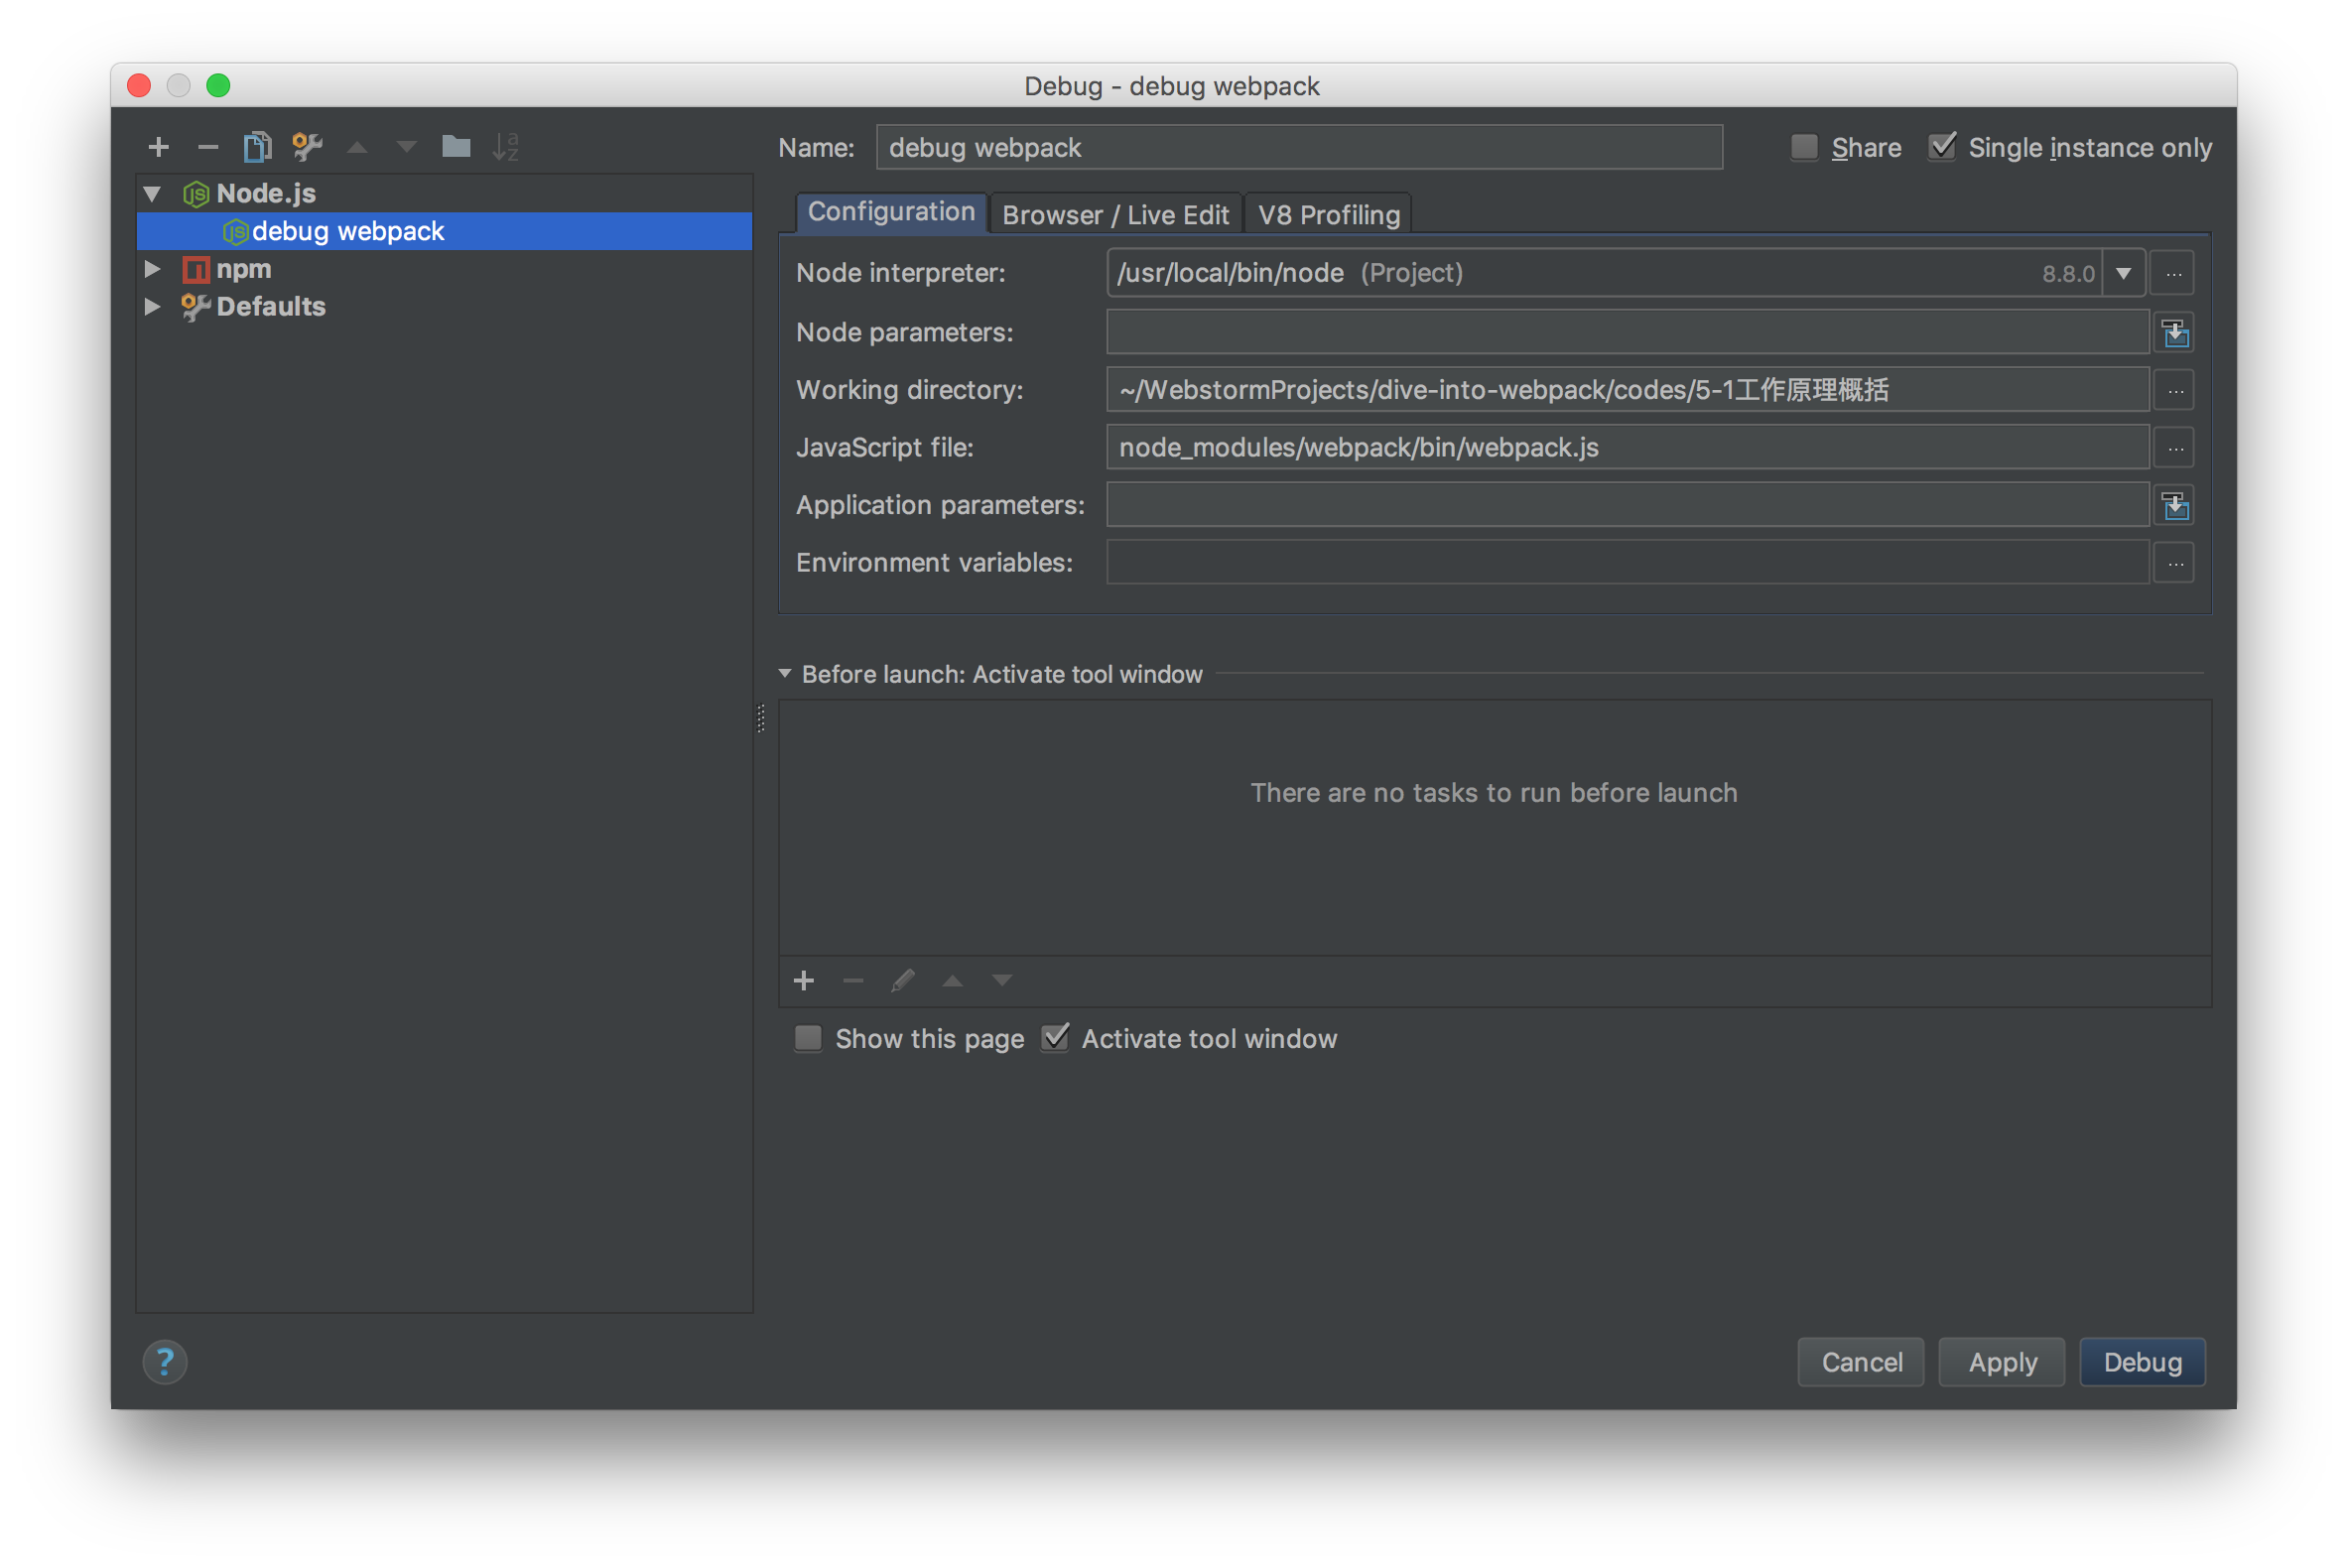 Debug - debug webpack
Name: debug webpack Share Single instance only
Node.js
debug webpack
npm
Defaults
Configuration Browser / Live Edit V8 Profiling
Node interpreter: /usr/local/bin/node (Project) 8.8.0 ...
Node parameters:
Working directory: ~/WebstormProjects/dive-into-webpack/codes/5-1工作原理概括 ...
JavaScript file: node_modules/webpack/bin/webpack.js ...
Application parameters:
Environment variables: ...
Before launch: Activate tool window
There are no tasks to run before launch
Show this page Activate tool window
? Cancel Apply Debug